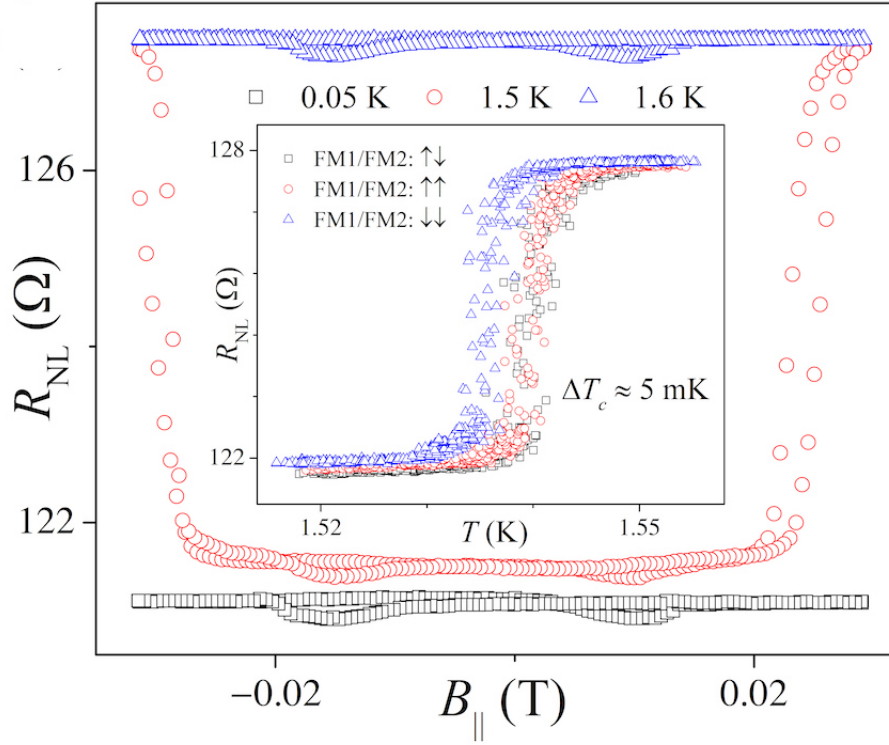 0.05 K 1.5 K 1.6 K
126
122
R_NL (Ω)
−0.02 0.02
B_|| (T)
FM1/FM2: ↑↓
FM1/FM2: ↑↑
FM1/FM2: ↓↓
128
122
R_NL (Ω)
ΔT_c ≈ 5 mK
1.52 1.55
T (K)